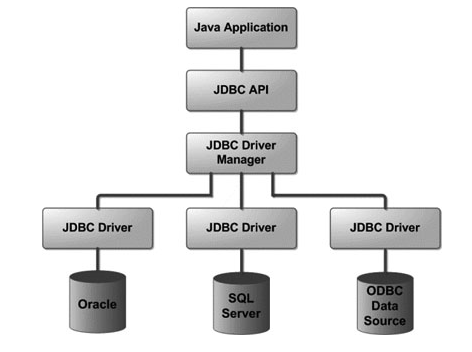 Java Application
JDBC API
JDBC Driver
Manager
JDBC Driver
JDBC Driver
JDBC Driver
Oracle
SQL
Server
ODBC
Data
Source